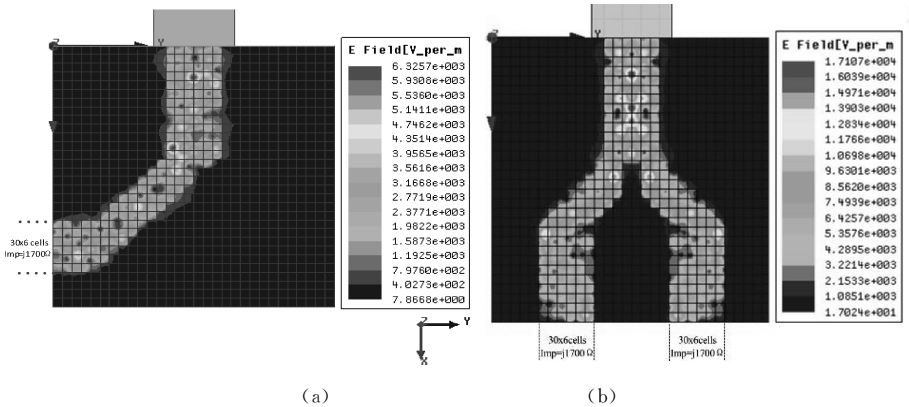 Z
Y
30x6 cells
Imp=j1700Ω
E Field[V_per_m
6.3257e+003
5.9308e+003
5.5360e+003
5.1411e+003
4.7462e+003
4.3514e+003
3.9565e+003
3.5616e+003
3.1668e+003
2.7719e+003
2.3771e+003
1.9822e+003
1.5873e+003
1.1925e+003
7.9760e+002
4.0273e+002
7.8668e+000
Z
Y
X
(a)
Z
Y
30x6cells
Imp=j1700 Ω
30x6cells
Imp=j1700 Ω
E Field[V_per_m
1.7107e+004
1.6039e+004
1.4971e+004
1.3903e+004
1.2834e+004
1.1766e+004
1.0698e+004
9.6301e+003
8.5620e+003
7.4939e+003
6.4257e+003
5.3576e+003
4.2895e+003
3.2214e+003
2.1533e+003
1.0851e+003
1.7024e+001
(b)